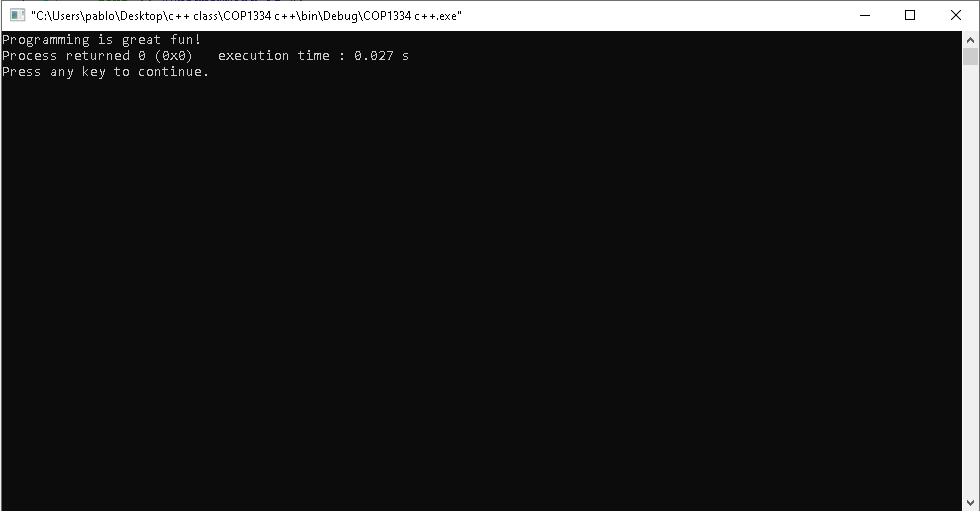 "C:\Users\pablo\Desktop\c++ class\COP1334 c++\bin\Debug\COP1334 c++.exe"
Programming is great fun!
Process returned 0 (0x0)   execution time : 0.027 s
Press any key to continue.